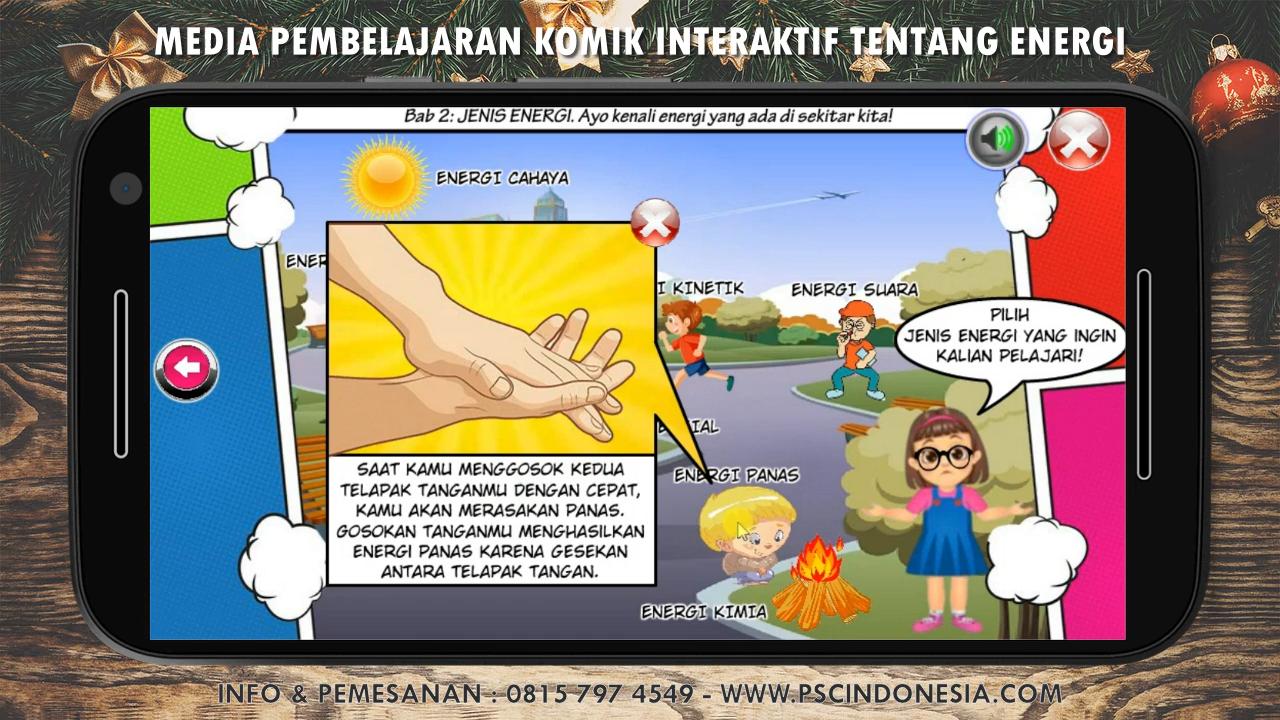 MEDIA PEMBELAJARAN KOMIK INTERAKTIF TENTANG ENERGI
Bab 2: JENIS ENERGI. Ayo kenali energi yang ada di sekitar kita!
ENERGI CAHAYA
ENER
I KINETIK
ENERGI SUARA
PILIH
JENIS ENERGI YANG INGIN
KALIAN PELAJARI!
IAL
ENERGI PANAS
SAAT KAMU MENGGOSOK KEDUA
TELAPAK TANGANMU DENGAN CEPAT,
KAMU AKAN MERASAKAN PANAS.
GOSOKAN TANGANMU MENGHASILKAN
ENERGI PANAS KARENA GESEKAN
ANTARA TELAPAK TANGAN.
ENERGI KIMIA
INFO & PEMESANAN : 0815 797 4549 - WWW.PSCINDONESIA.COM